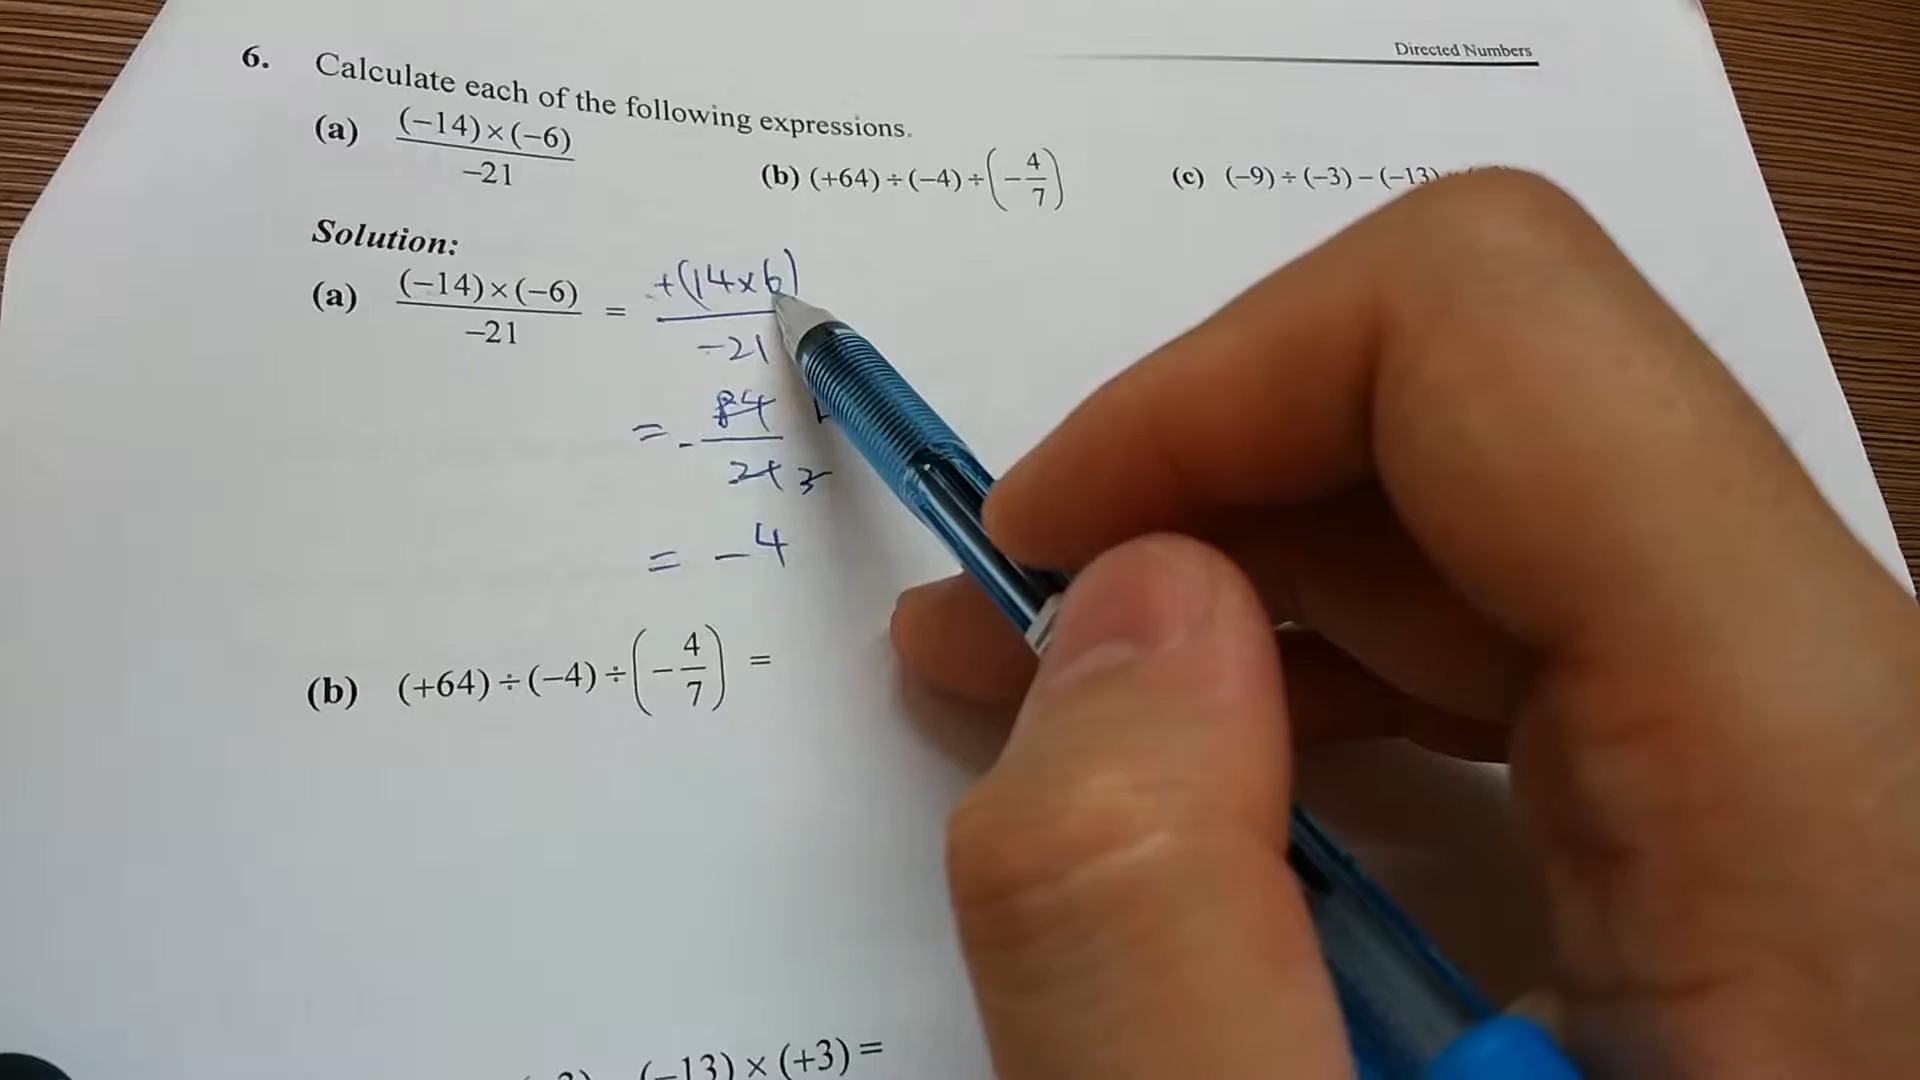 Directed Numbers
6. Calculate each of the following expressions.
(a) (−14)×(−6) / −21
(b) (+64)÷(−4)÷(−4/7)
(c) (−9)÷(−3)−(−13)
Solution:
(a) (−14)×(−6) / −21 = +(14×6) / −21
= - 84 / 21 3
= −4
(b) (+64)÷(−4)÷(−4/7) =
(−13)×(+3)=